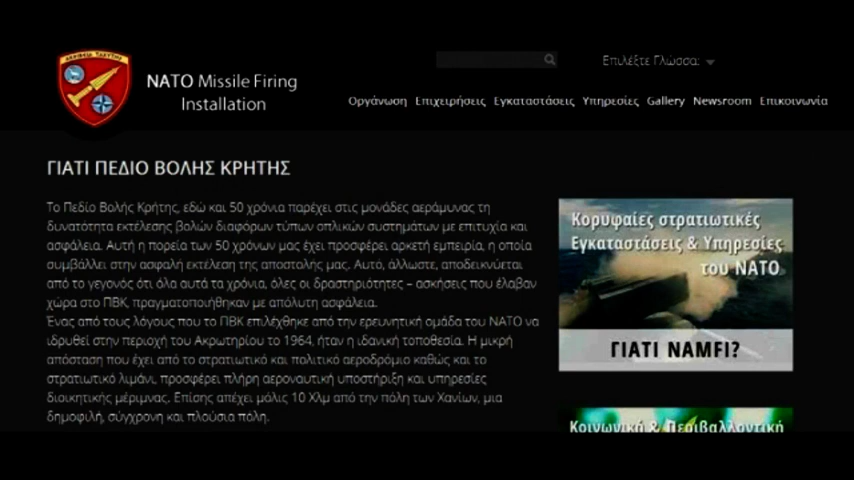 NATO Missile Firing
Installation
Επιλέξτε Γλώσσα:
Οργάνωση Επιχειρήσεις Εγκαταστάσεις Υπηρεσίες Gallery Newsroom Επικοινωνία
ΓΙΑΤΙ ΠΕΔΙΟ ΒΟΛΗΣ ΚΡΗΤΗΣ
Το Πεδίο Βολής Κρήτης, εδώ και 50 χρόνια παρέχει στις μονάδες αεράμυνας τη
δυνατότητα εκτέλεσης βολών διαφόρων τύπων οπλικών συστημάτων με επιτυχία και
ασφάλεια. Αυτή η πορεία των 50 χρόνων μας έχει προσφέρει αρκετή εμπειρία, η οποία
συμβάλλει στην ασφαλή εκτέλεση της αποστολής μας. Αυτό, άλλωστε, αποδεικνύεται
από το γεγονός ότι όλα αυτά τα χρόνια, όλες οι δραστηριότητες – ασκήσεις που έλαβαν
χώρα στο ΠΒΚ, πραγματοποιήθηκαν με απόλυτη ασφάλεια.
Ένας από τους λόγους που το ΠΒΚ επιλέχθηκε από την ερευνητική ομάδα του ΝΑΤΟ να
ιδρυθεί στην περιοχή του Ακρωτηρίου το 1964, ήταν η ιδανική τοποθεσία. Η μικρή
απόσταση που έχει από το στρατιωτικό και πολιτικό αεροδρόμιο καθώς και το
στρατιωτικό λιμάνι, προσφέρει πλήρη αεροναυτική υποστήριξη και υπηρεσίες
διοικητικής μέριμνας. Επίσης απέχει μόλις 10 Χλμ από την πόλη των Χανίων, μια
δημοφιλή, σύγχρονη και πλούσια πόλη.
Κορυφαίες στρατιωτικές
Εγκαταστάσεις & Υπηρεσίες
του ΝΑΤΟ
ΓΙΑΤΙ NAMFI?
Κοινωνική & Περιβαλλοντική